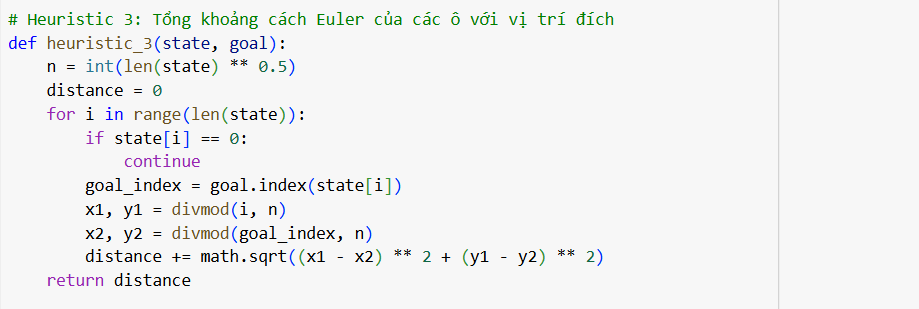 # Heuristic 3: Tổng khoảng cách Euler của các ô với vị trí đích
def heuristic_3(state, goal):
    n = int(len(state) ** 0.5)
    distance = 0
    for i in range(len(state)):
        if state[i] == 0:
            continue
        goal_index = goal.index(state[i])
        x1, y1 = divmod(i, n)
        x2, y2 = divmod(goal_index, n)
        distance += math.sqrt((x1 - x2) ** 2 + (y1 - y2) ** 2)
    return distance